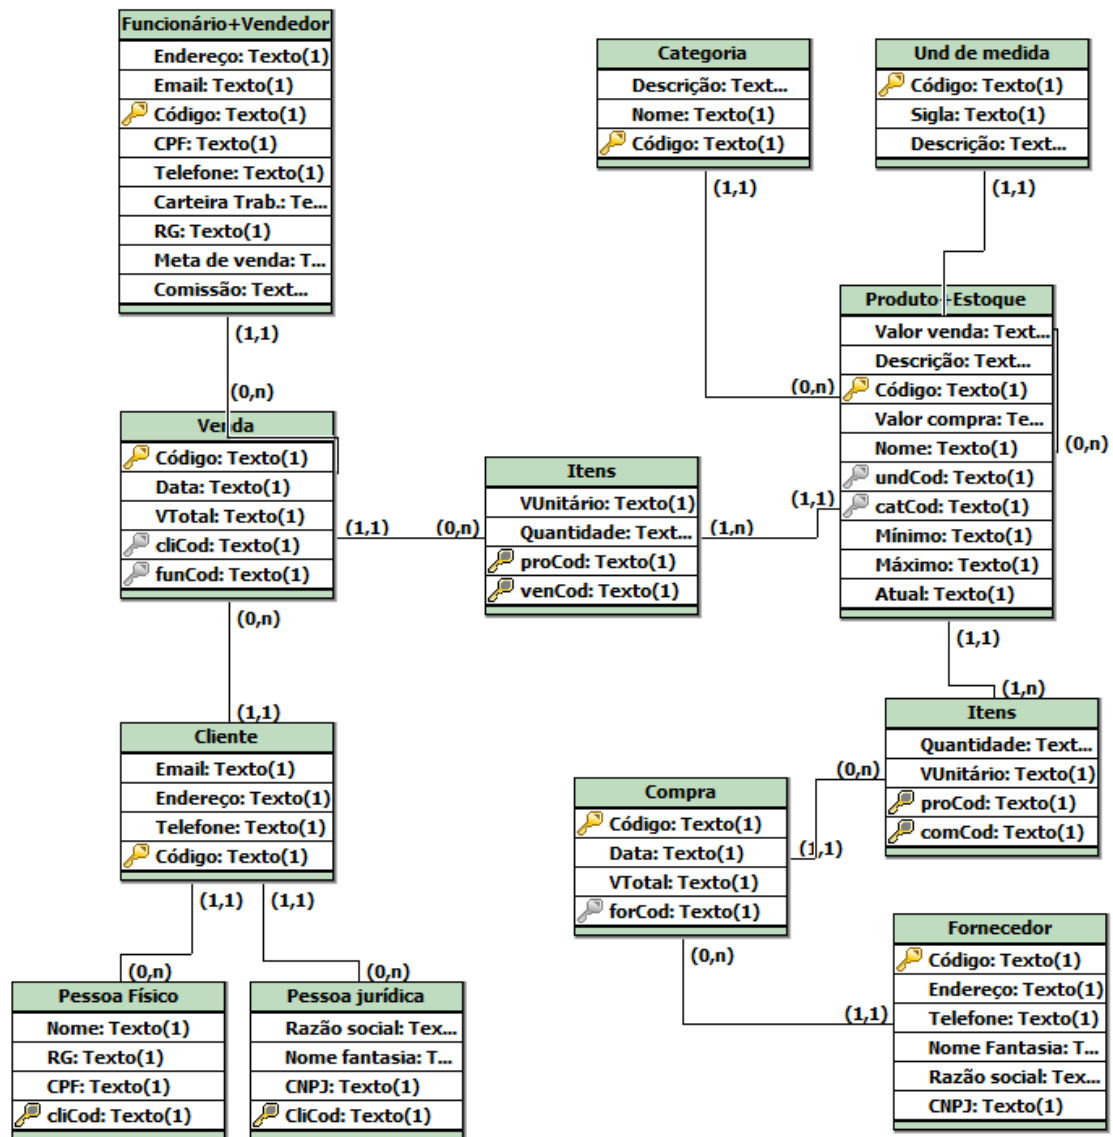 Funcionário+Vendedor
Endereço: Texto(1)
Email: Texto(1)
Código: Texto(1)
CPF: Texto(1)
Telefone: Texto(1)
Carteira Trab.: Te...
RG: Texto(1)
Meta de venda: T...
Comissão: Text...
(1,1)
(0,n)
Categoria
Descrição: Text...
Nome: Texto(1)
Código: Texto(1)
(1,1)
(0,n)
Und de medida
Código: Texto(1)
Sigla: Texto(1)
Descrição: Text...
(1,1)
(0,n)
Produto+Estoque
Valor venda: Text...
Descrição: Text...
Código: Texto(1)
Valor compra: Te...
Nome: Texto(1)
undCod: Texto(1)
catCod: Texto(1)
Mínimo: Texto(1)
Máximo: Texto(1)
Atual: Texto(1)
(1,1)
(1,1)
(1,n)
Venda
Código: Texto(1)
Data: Texto(1)
VTotal: Texto(1)
cliCod: Texto(1)
funCod: Texto(1)
(1,1)
(0,n)
(0,n)
(1,1)
Itens
VUnitário: Texto(1)
Quantidade: Text...
proCod: Texto(1)
venCod: Texto(1)
(1,n)
Cliente
Email: Texto(1)
Endereço: Texto(1)
Telefone: Texto(1)
Código: Texto(1)
(1,1)
(1,1)
(0,n)
(0,n)
Pessoa Físico
Nome: Texto(1)
RG: Texto(1)
CPF: Texto(1)
cliCod: Texto(1)
Pessoa jurídica
Razão social: Tex...
Nome fantasia: T...
CNPJ: Texto(1)
CliCod: Texto(1)
Itens
Quantidade: Text...
VUnitário: Texto(1)
proCod: Texto(1)
comCod: Texto(1)
(0,n)
(1,1)
Compra
Código: Texto(1)
Data: Texto(1)
VTotal: Texto(1)
forCod: Texto(1)
(0,n)
(1,1)
Fornecedor
Código: Texto(1)
Endereço: Texto(1)
Telefone: Texto(1)
Nome Fantasia: T...
Razão social: Tex...
CNPJ: Texto(1)